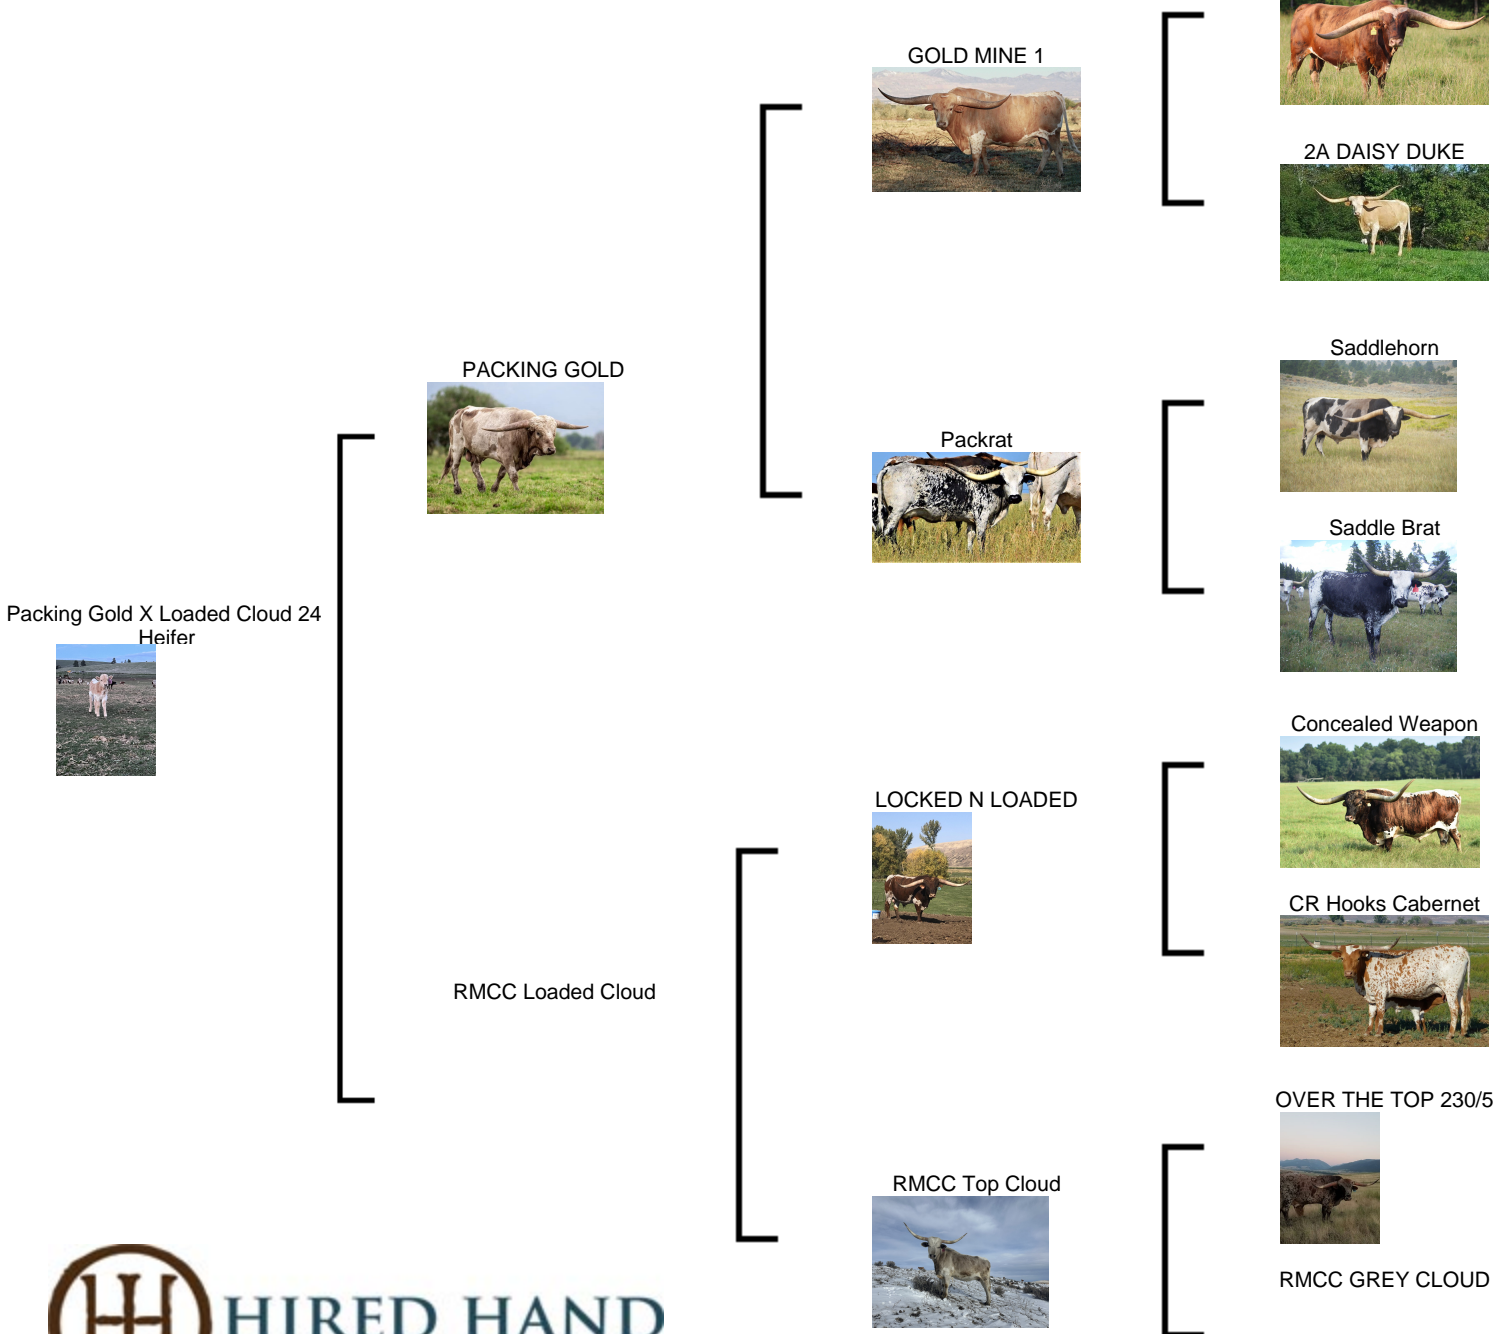 GOLD MINE 1
2A DAISY DUKE
PACKING GOLD
Saddlehorn
Packrat
Saddle Brat
Packing Gold X Loaded Cloud 24
Heifer
Concealed Weapon
LOCKED N LOADED
CR Hooks Cabernet
RMCC Loaded Cloud
OVER THE TOP 230/5
RMCC Top Cloud
RMCC GREY CLOUD
HIRED HAND